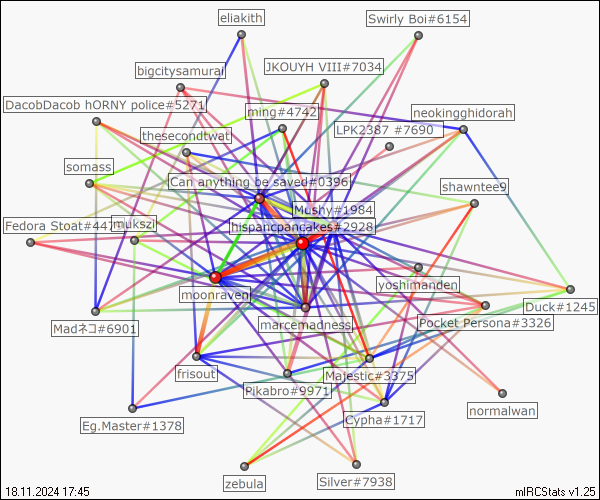 eliakith
Swirly Boi#6154
bigcitysamurai
JKOUYH VIII#7034
DacobDacob hORNY police#5271
ming#4742
neokingghidorah
thesecondtwat
LPK2387 #7690
somass
Can anything be saved#0396
shawntee9
Mushy#1984
Fedora Stoat#447
mukszi
hispancpancakes#2928
yoshimanden
moonraven
Duck#1245
Madネコ#6901
marcemadness
Pocket Persona#3326
frisout
Majestic#3375
Pikabro#9971
normalwan
Eg.Master#1378
Cypha#1717
zebula
Silver#7938
18.11.2024 17:45
mIRCStats v1.25